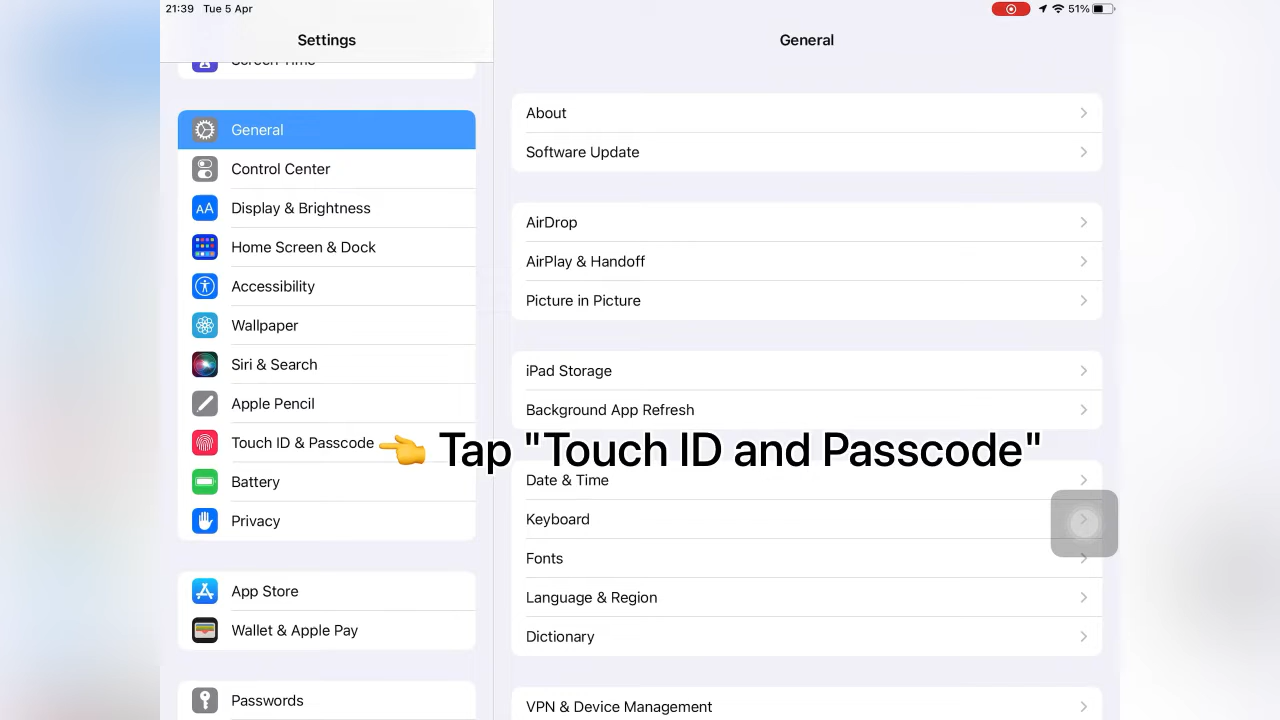 21:39 Tue 5 Apr
51%
Settings
General
Screen Time
General
Control Center
AA Display & Brightness
Home Screen & Dock
Accessibility
Wallpaper
Siri & Search
Apple Pencil
Touch ID & Passcode
Battery
Privacy
App Store
Wallet & Apple Pay
Passwords
About
Software Update
AirDrop
AirPlay & Handoff
Picture in Picture
iPad Storage
Background App Refresh
Tap "Touch ID and Passcode"
Date & Time
Keyboard
Fonts
Language & Region
Dictionary
VPN & Device Management